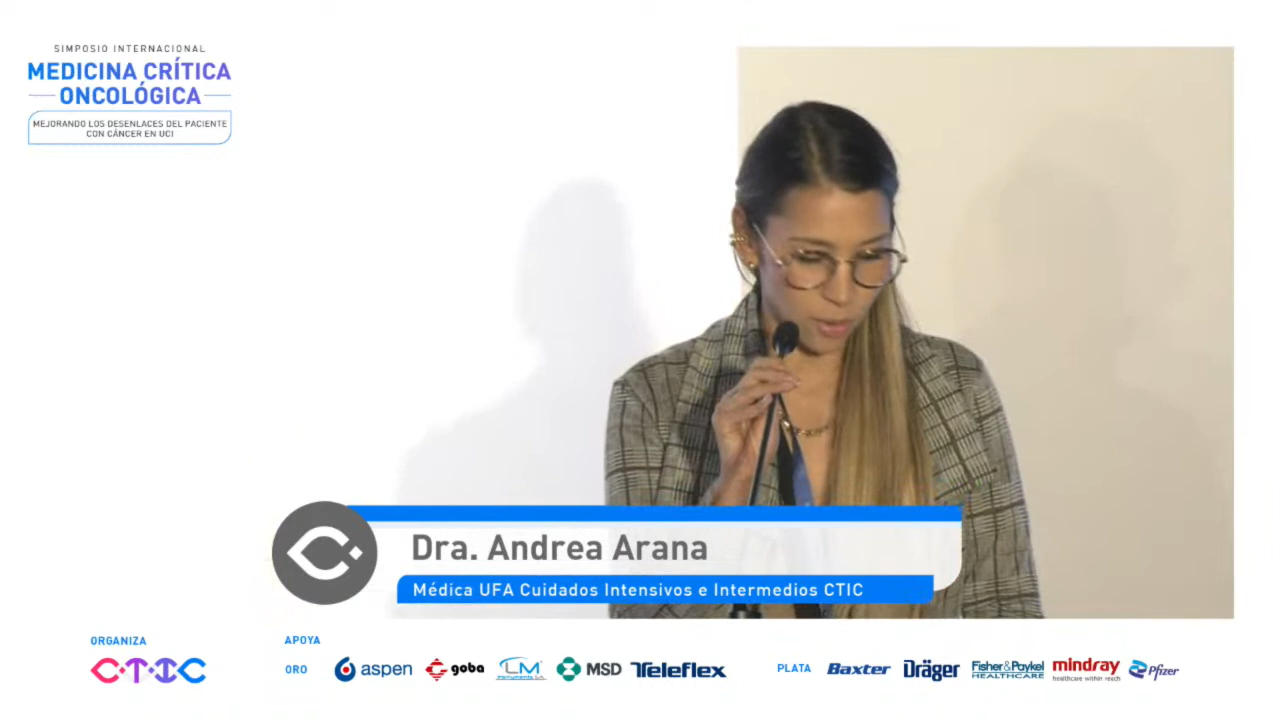 SIMPOSIO INTERNACIONAL
MEDICINA CRÍTICA
ONCOLÓGICA
MEJORANDO LOS DESENLACES DEL PACIENTE
CON CÁNCER EN UCI
Dra. Andrea Arana
Médica UFA Cuidados Intensivos e Intermedios CTIC
ORGANIZA
CTIC
APOYA
ORO
aspen
goba
LM
Instruments S.A.
MSD
Teleflex
PLATA
Baxter
Dräger
Fisher&Paykel
HEALTHCARE
mindray
healthcare within reach
Pfizer